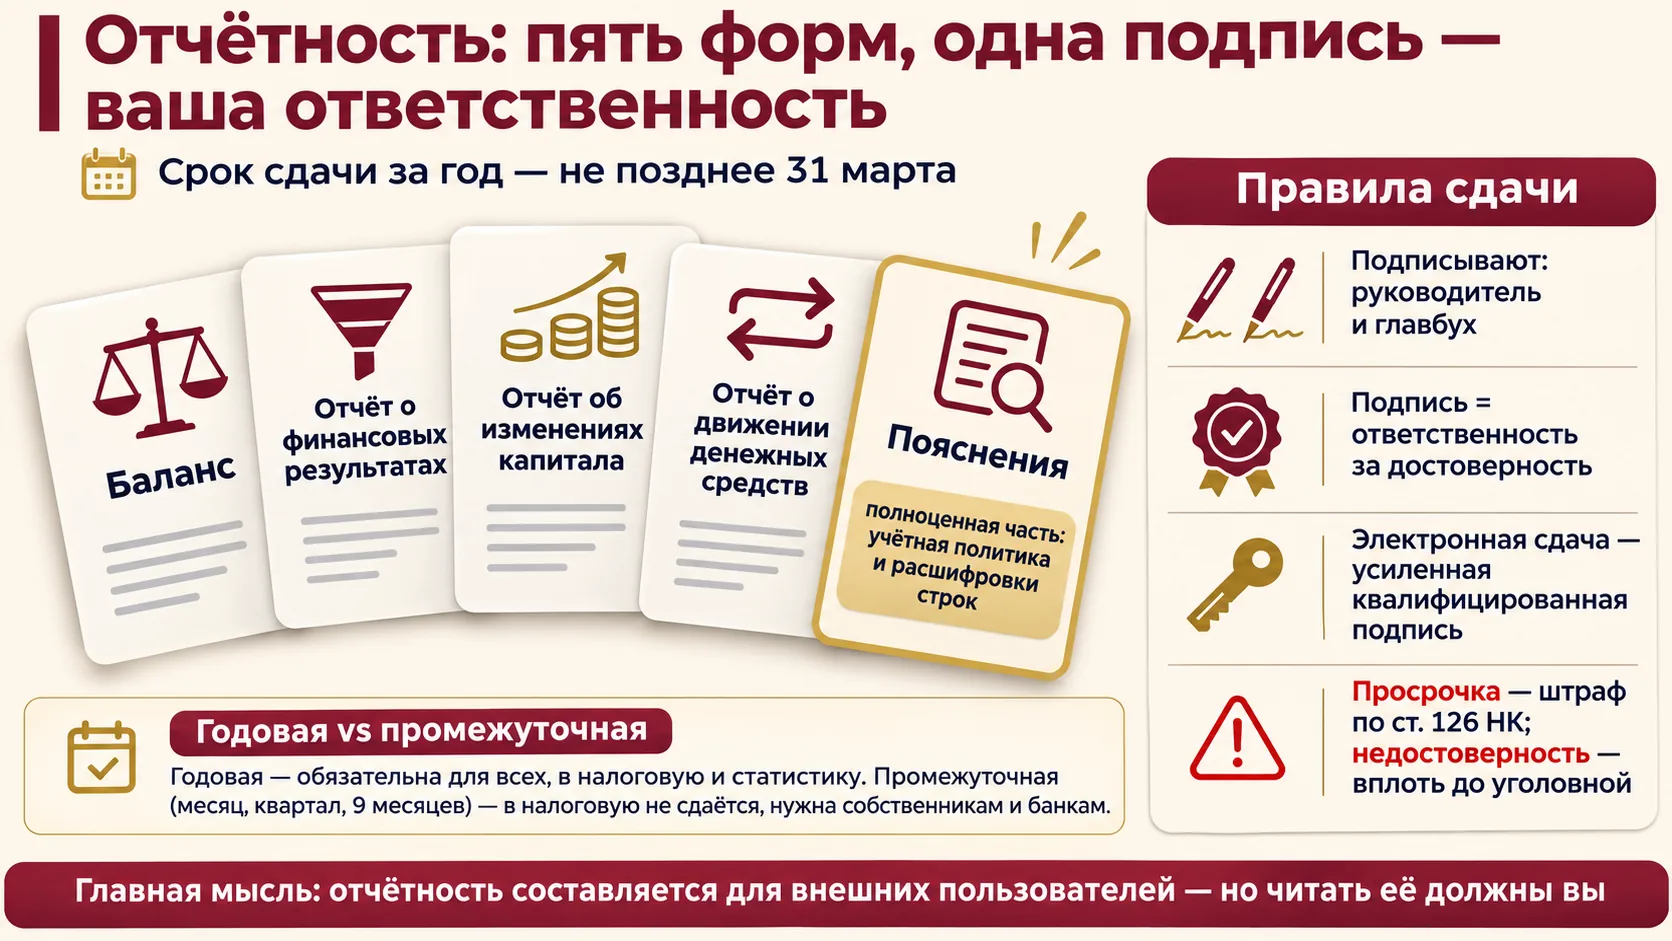 Отчётность: пять форм, одна подпись —
ваша ответственность
Срок сдачи за год — не позднее 31 марта
Баланс
Отчёт о
финансовых
результатах
Отчёт об
изменениях
капитала
Отчёт о
движении
денежных
средств
Пояснения
полноценная часть:
учётная политика
и расшифровки
строк
Правила сдачи
Подписывают:
руководитель
и главбух
Подпись =
ответственность
за достоверность
Электронная сдача —
усиленная
квалифицированная
подпись
Просрочка — штраф
по ст. 126 НК;
недостоверность —
вплоть до уголовной
Годовая vs промежуточная
Годовая — обязательна для всех, в налоговую и статистику. Промежуточная
(месяц, квартал, 9 месяцев) — в налоговую не сдаётся, нужна собственникам и банкам.
Главная мысль: отчётность составляется для внешних пользователей — но читать её должны вы